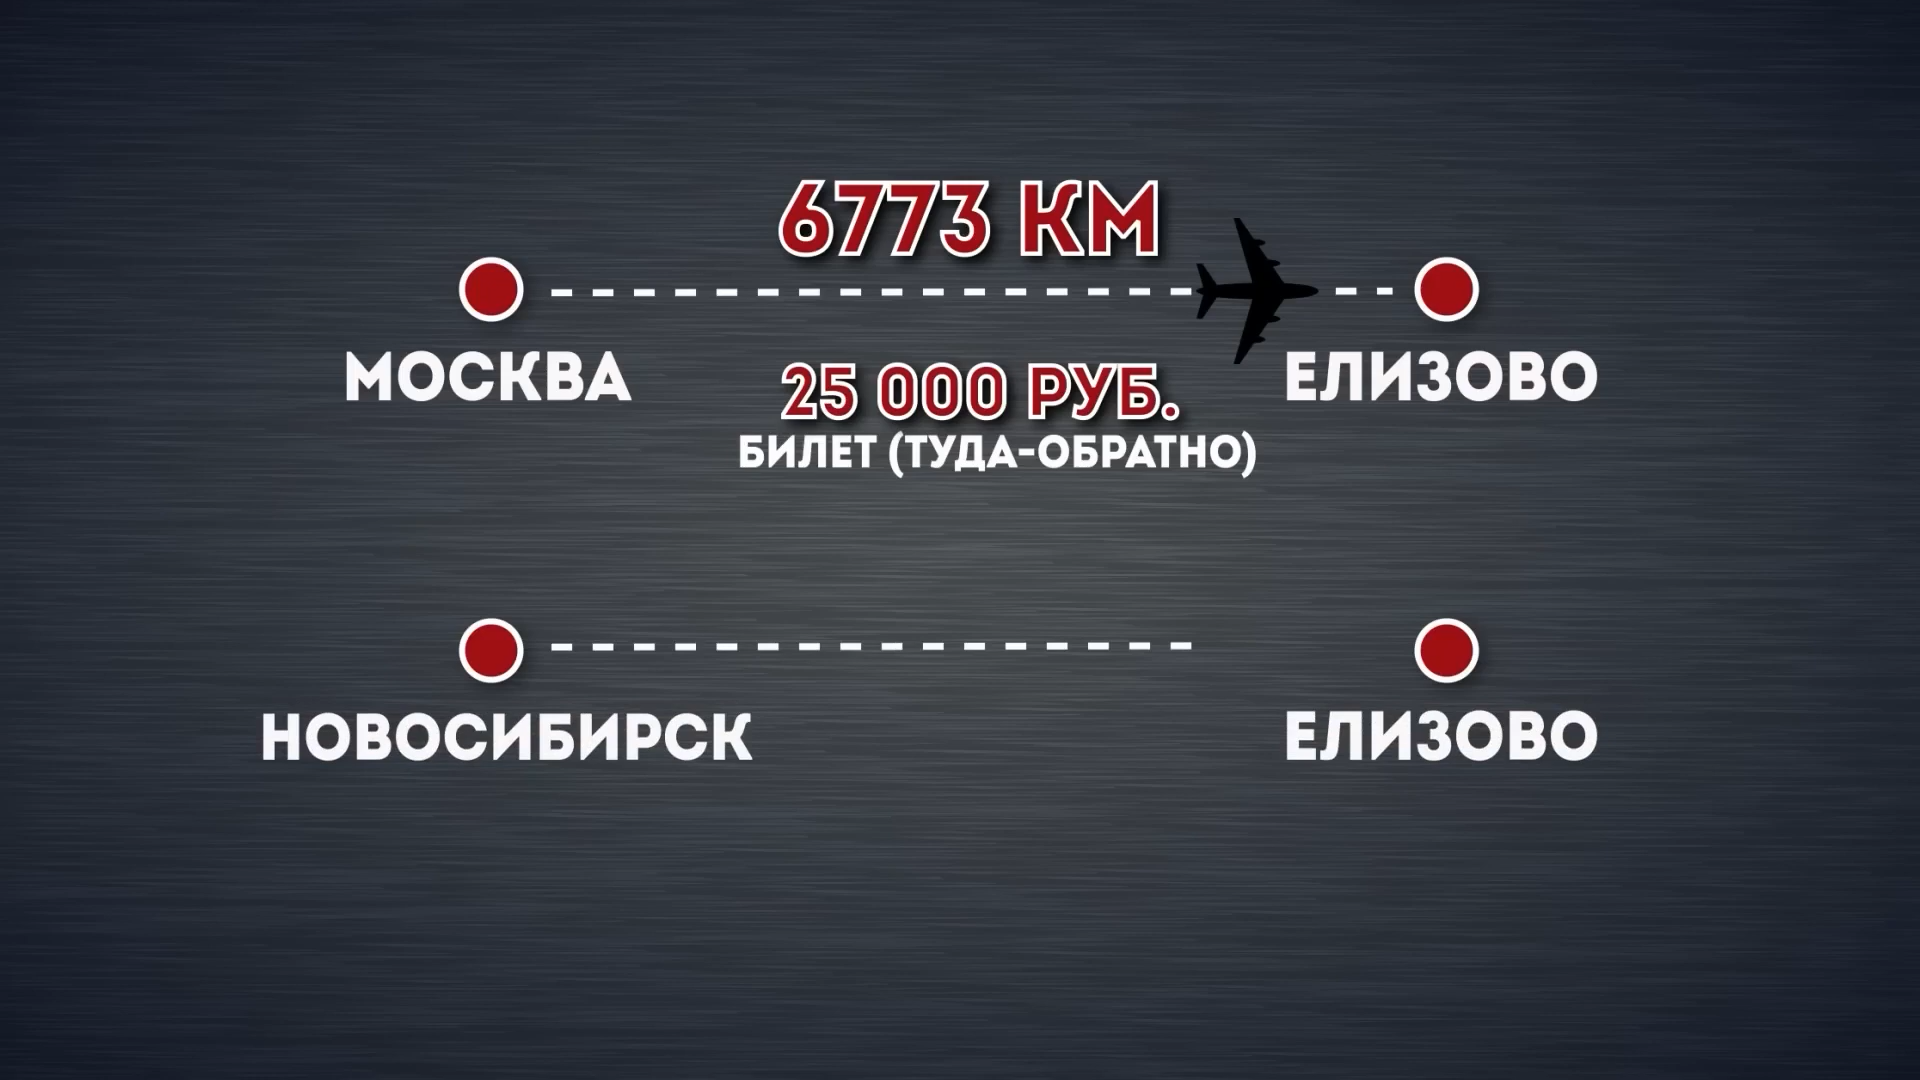 6773 КМ
МОСКВА
ЕЛИЗОВО
25 000 РУБ.
БИЛЕТ (ТУДА-ОБРАТНО)
НОВОСИБИРСК
ЕЛИЗОВО